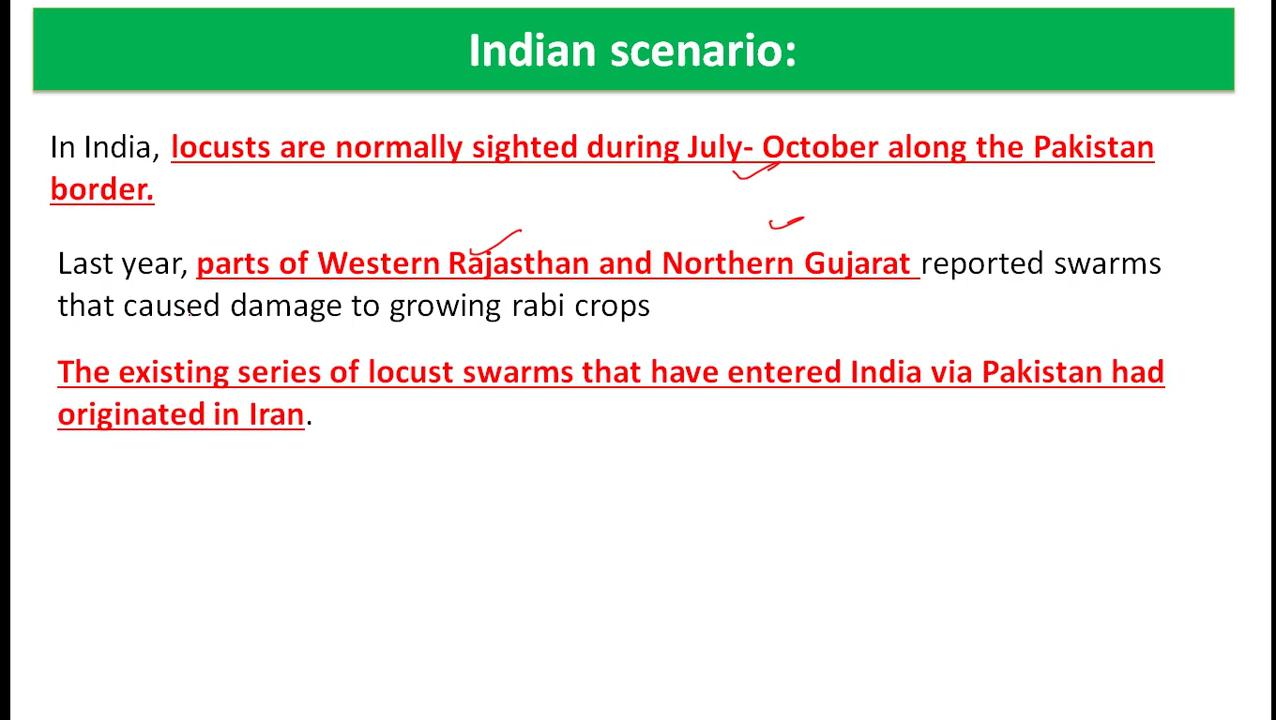 Indian scenario:
In India, locusts are normally sighted during July- October along the Pakistan
border.
Last year, parts of Western Rajasthan and Northern Gujarat reported swarms
that caused damage to growing rabi crops
The existing series of locust swarms that have entered India via Pakistan had
originated in Iran.